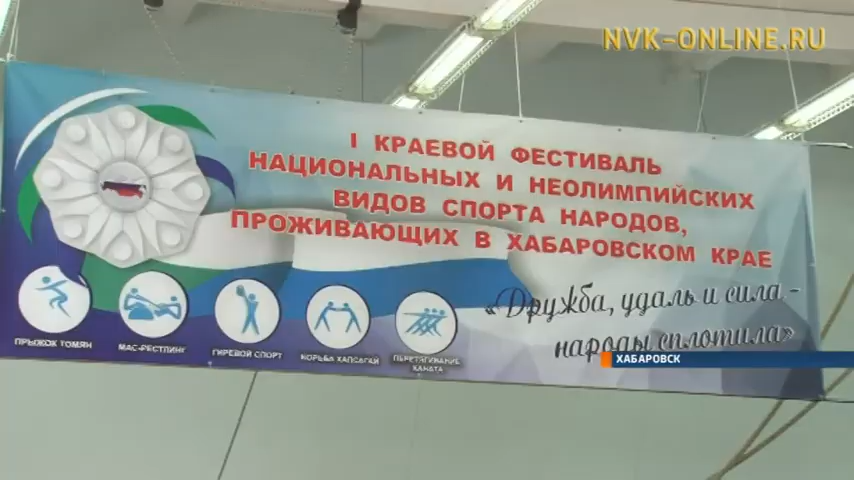 NVK-ONLINE.RU
I КРАЕВОЙ ФЕСТИВАЛЬ
НАЦИОНАЛЬНЫХ И НЕОЛИМПИЙСКИХ
ВИДОВ СПОРТА НАРОДОВ,
ПРОЖИВАЮЩИХ В ХАБАРОВСКОМ КРАЕ
«Дружба, удаль и сила -
народы сплотила»
ПРЫЖОК ТОМЯН
МАС-РЕСТЛИНГ
ГИРЕВОЙ СПОРТ
БОРЬБА ХАПСАГАЙ
ПЕРЕТЯГИВАНИЕ
КАНАТА
ХАБАРОВСК